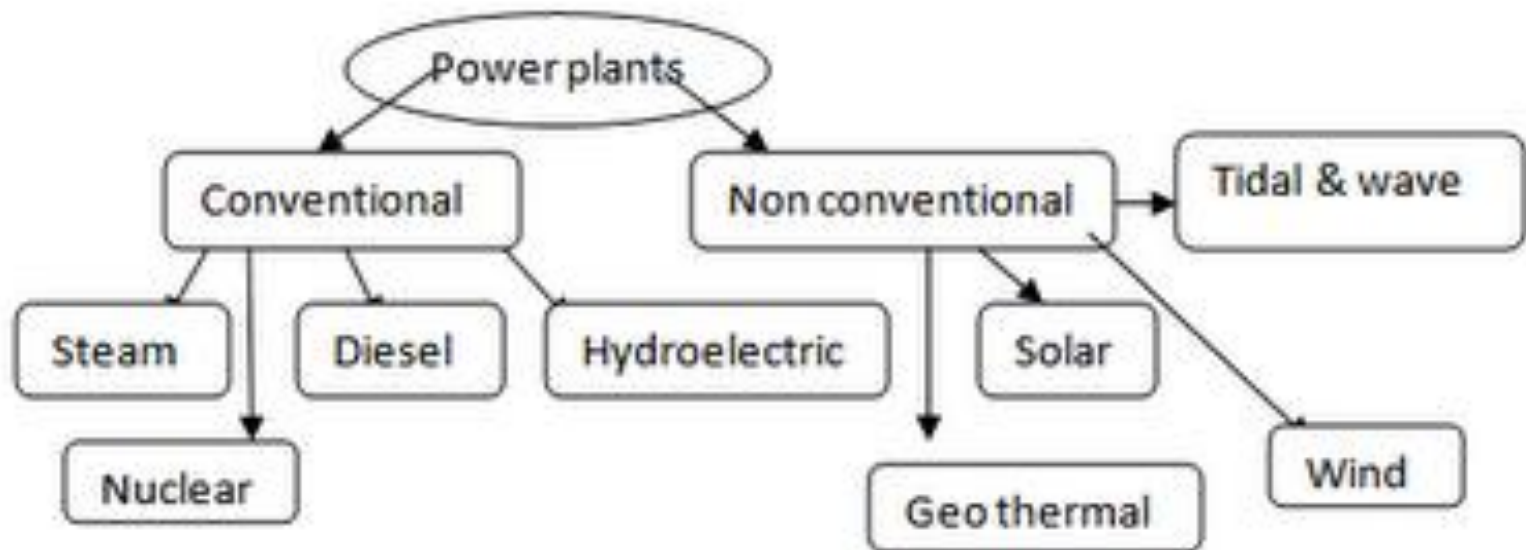 Power plants
Conventional
Non conventional
Tidal & wave
Steam
Diesel
Hydroelectric
Solar
Nuclear
Geo thermal
Wind